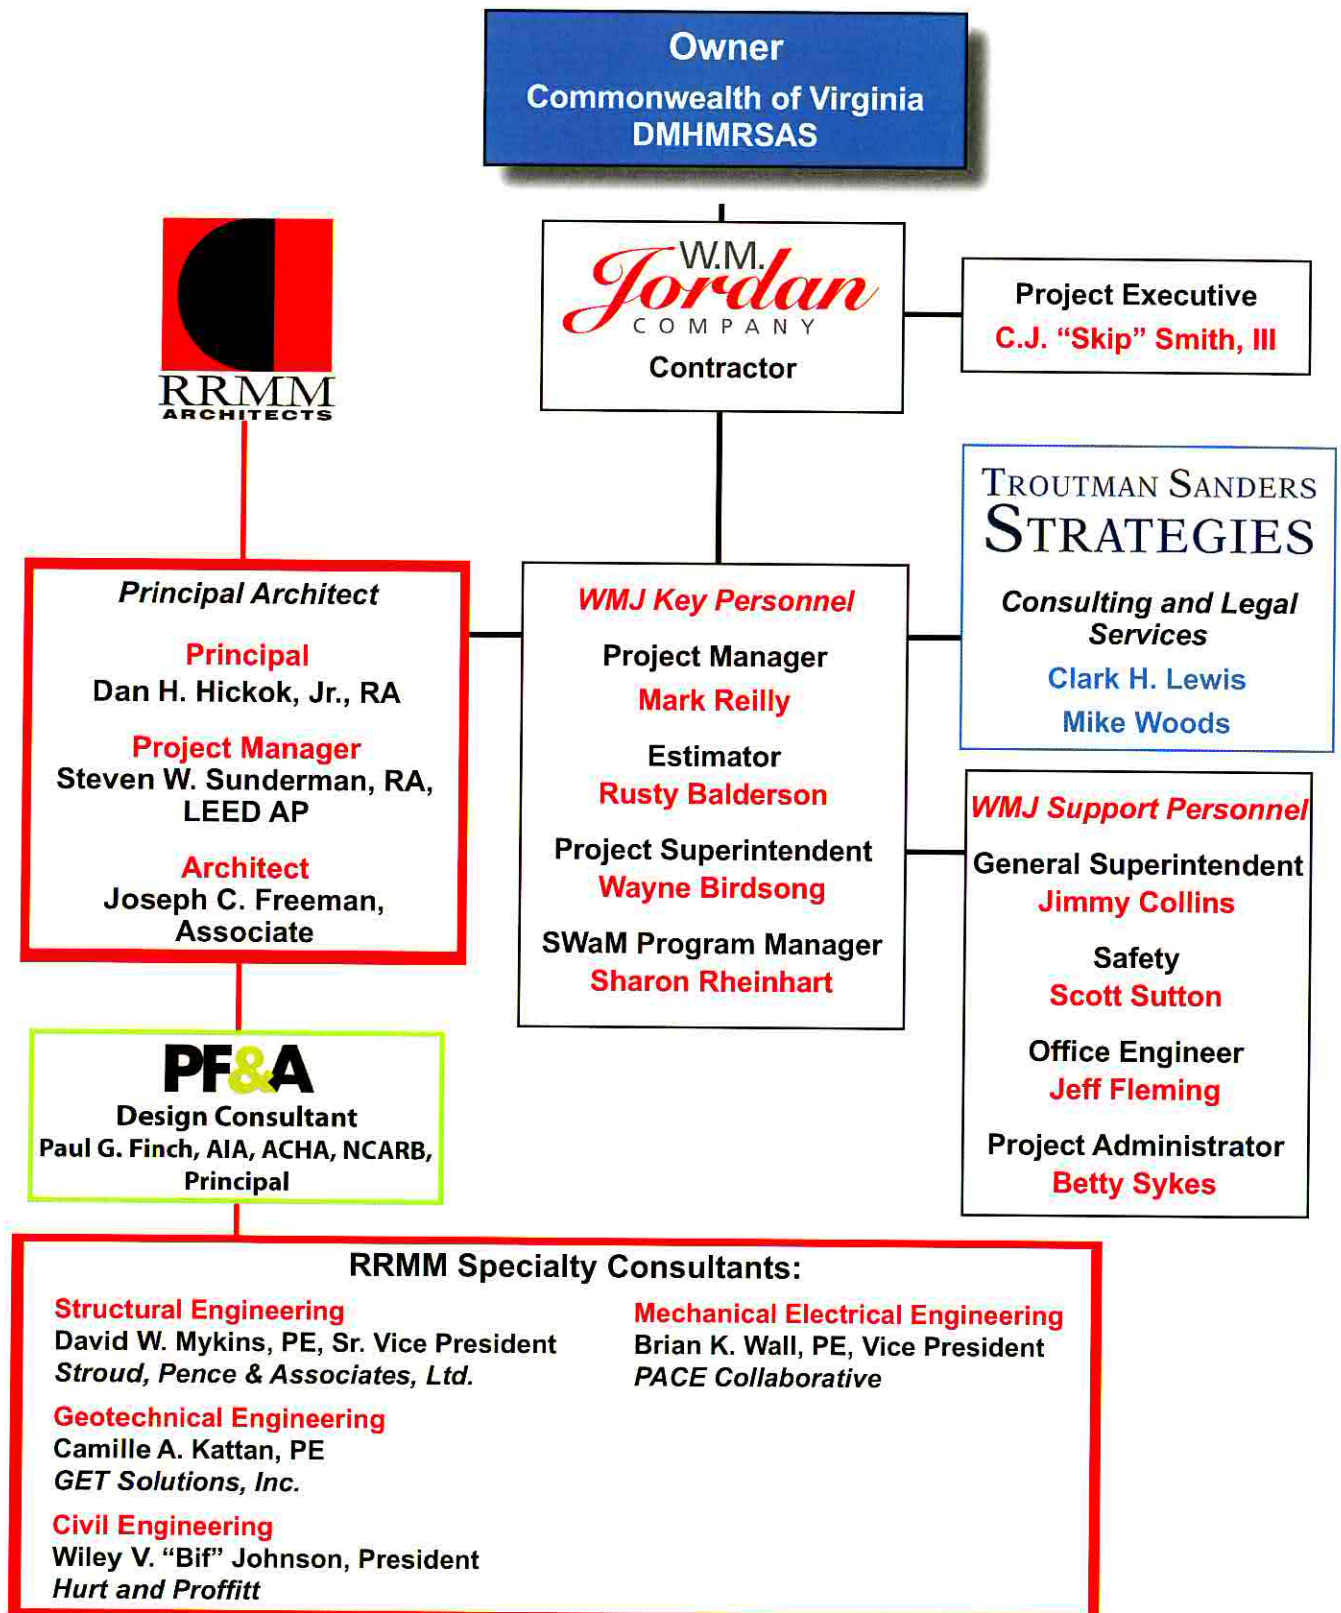 Owner
Commonwealth of Virginia
DMHMRSAS
RRMM
ARCHITECTS
W.M.
Jordan
COMPANY
Contractor
Project Executive
C.J. “Skip” Smith, III
TROUTMAN SANDERS
STRATEGIES
Consulting and Legal
Services
Clark H. Lewis
Mike Woods
Principal Architect
Principal
Dan H. Hickok, Jr., RA
Project Manager
Steven W. Sunderman, RA,
LEED AP
Architect
Joseph C. Freeman,
Associate
WMJ Key Personnel
Project Manager
Mark Reilly
Estimator
Rusty Balderson
Project Superintendent
Wayne Birdsong
SWaM Program Manager
Sharon Rheinhart
WMJ Support Personnel
General Superintendent
Jimmy Collins
Safety
Scott Sutton
Office Engineer
Jeff Fleming
Project Administrator
Betty Sykes
PF&A
Design Consultant
Paul G. Finch, AIA, ACHA, NCARB,
Principal
RRMM Specialty Consultants:
Structural Engineering
David W. Mykins, PE, Sr. Vice President
Stroud, Pence & Associates, Ltd.
Geotechnical Engineering
Camille A. Kattan, PE
GET Solutions, Inc.
Civil Engineering
Wiley V. “Bif” Johnson, President
Hurt and Proffitt
Mechanical Electrical Engineering
Brian K. Wall, PE, Vice President
PACE Collaborative